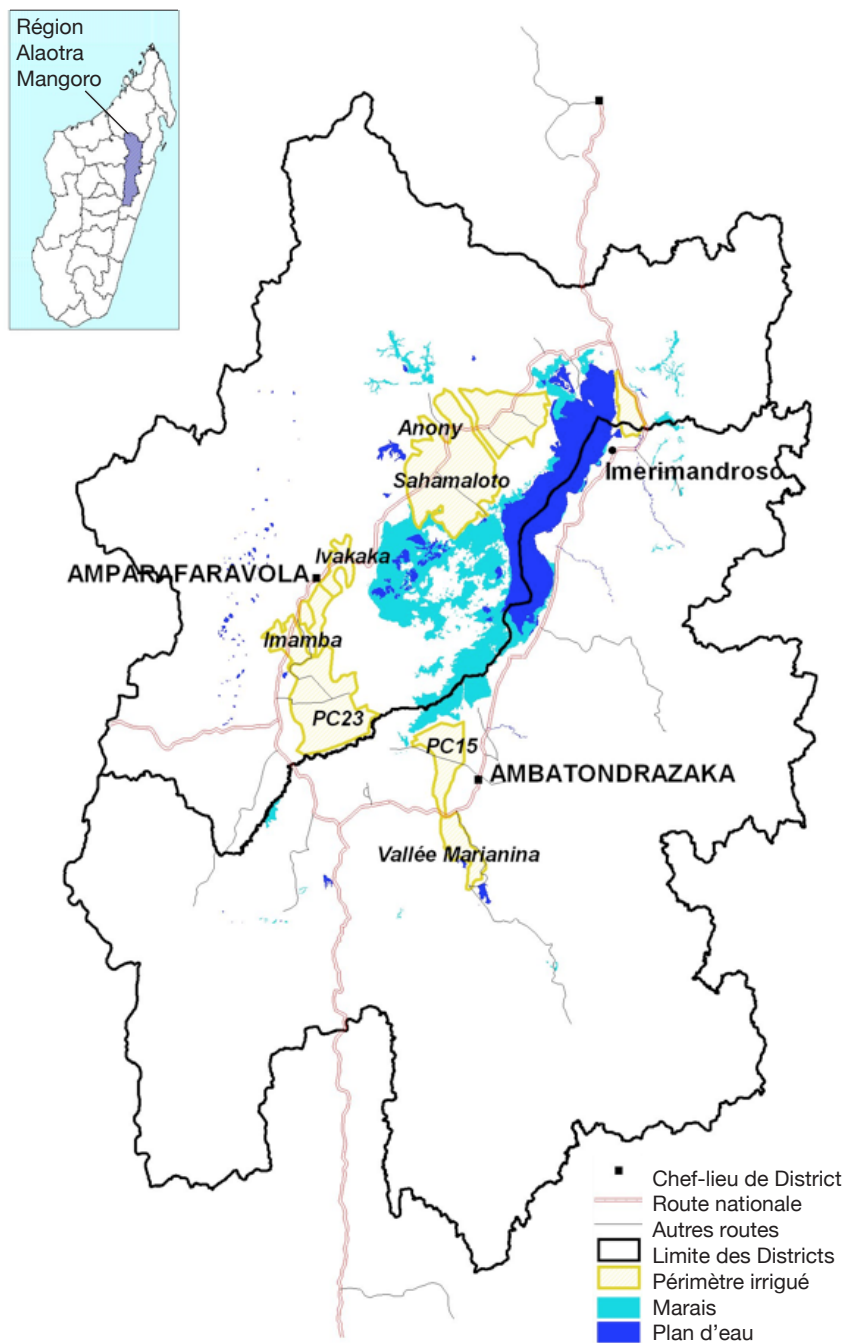 Région
Alaotra
Mangoro
Anony
Sahamaloto
Imerimandroso
Ivakaka
AMPARAFARAVOLA
Imamba
PC23
PC15
AMBATONDRAZAKA
Vallée Marianina
Chef-lieu de District
Route nationale
Autres routes
Limite des Districts
Périmètre irrigué
Marais
Plan d'eau